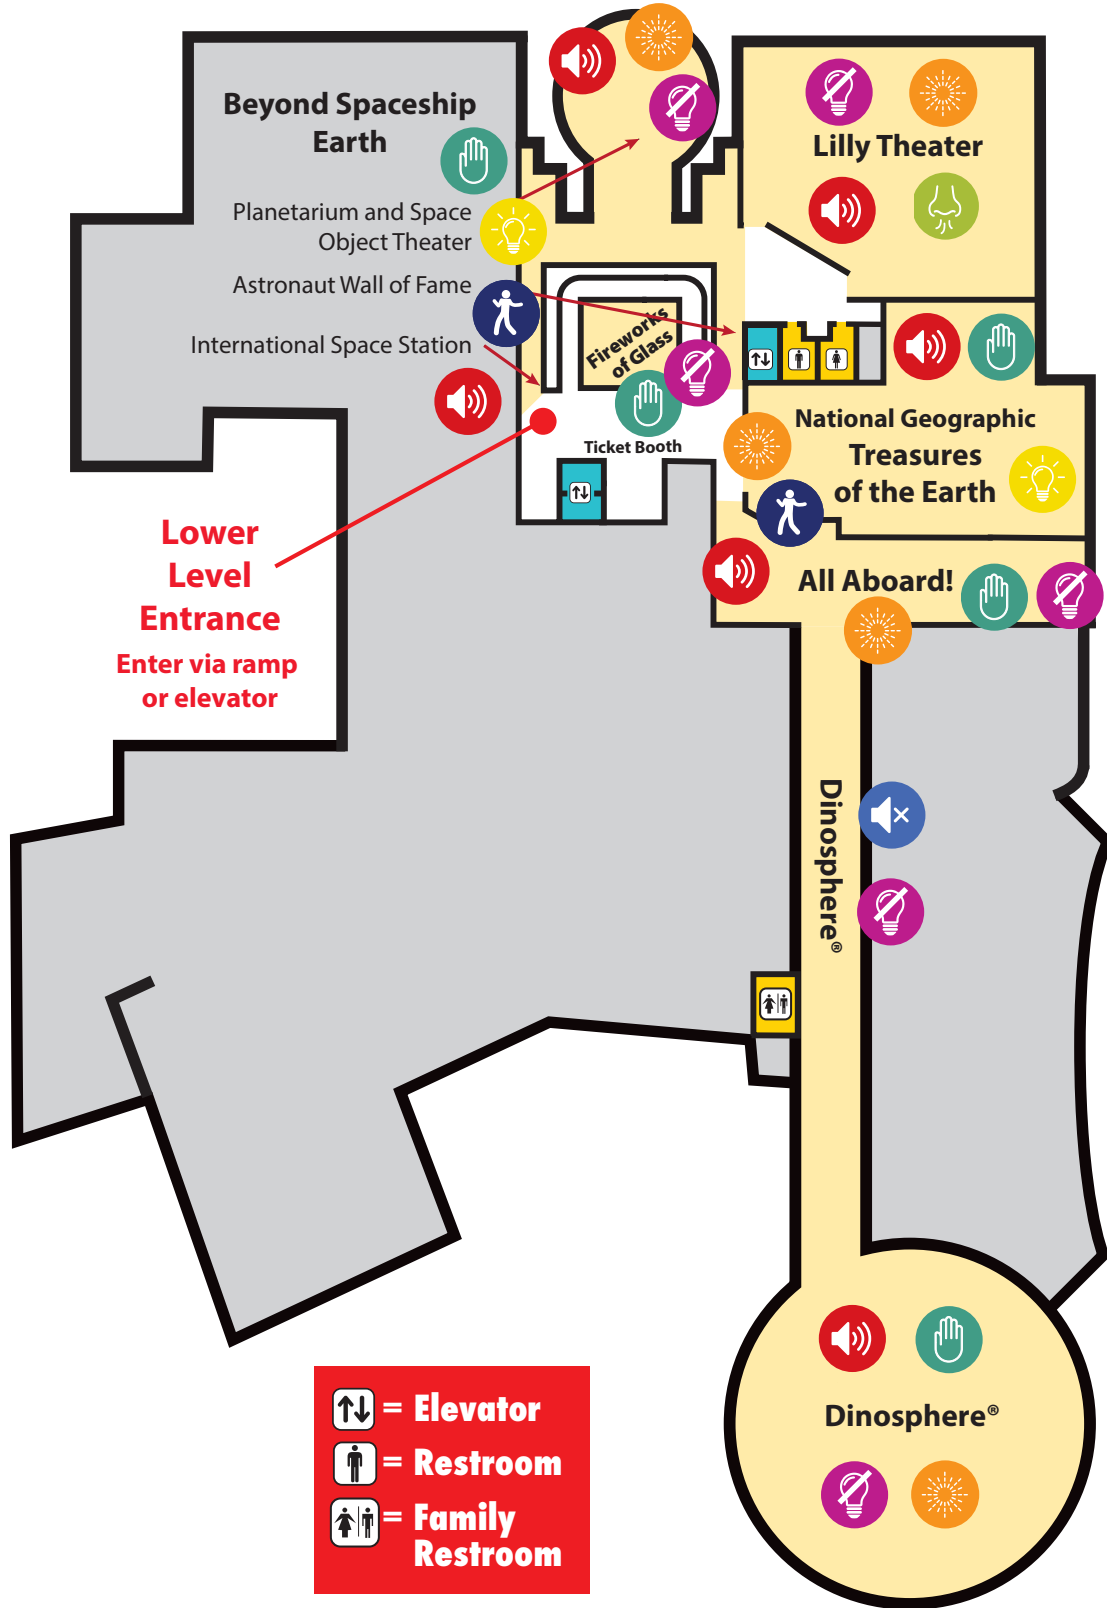 Beyond Spaceship
Earth
Planetarium and Space
Object Theater
Astronaut Wall of Fame
International Space Station
Lilly Theater
Fireworks
of Glass
Ticket Booth
National Geographic
Treasures
of the Earth
All Aboard!
Lower
Level
Entrance
Enter via ramp
or elevator
Dinosphere®
Dinosphere®
= Elevator
= Restroom
= Family
Restroom